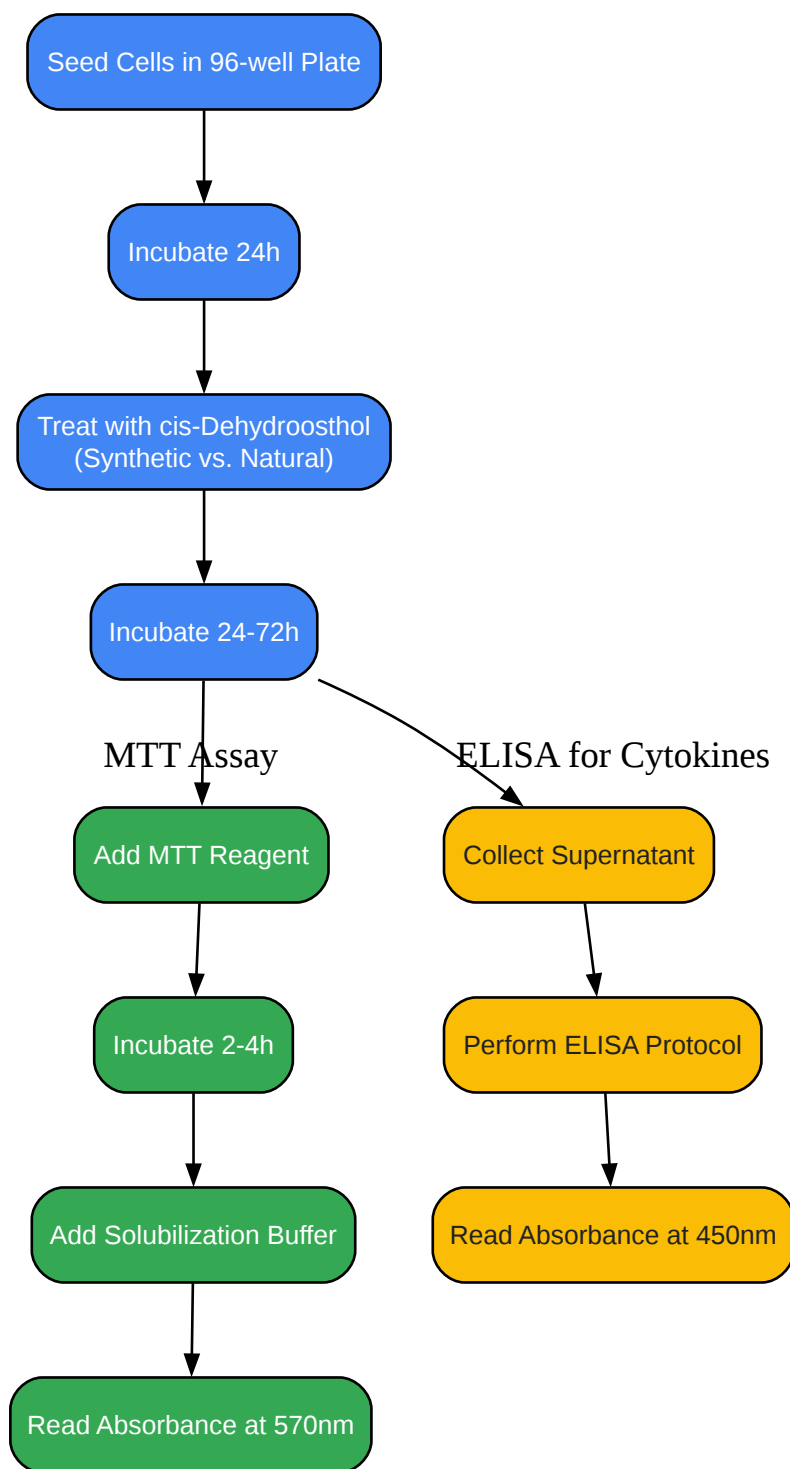 Seed Cells in 96-well Plate
Incubate 24h
Treat with cis-Dehydroosthol
(Synthetic vs. Natural)
Incubate 24-72h
MTT Assay
ELISA for Cytokines
Add MTT Reagent
Collect Supernatant
Incubate 2-4h
Perform ELISA Protocol
Add Solubilization Buffer
Read Absorbance at 450nm
Read Absorbance at 570nm